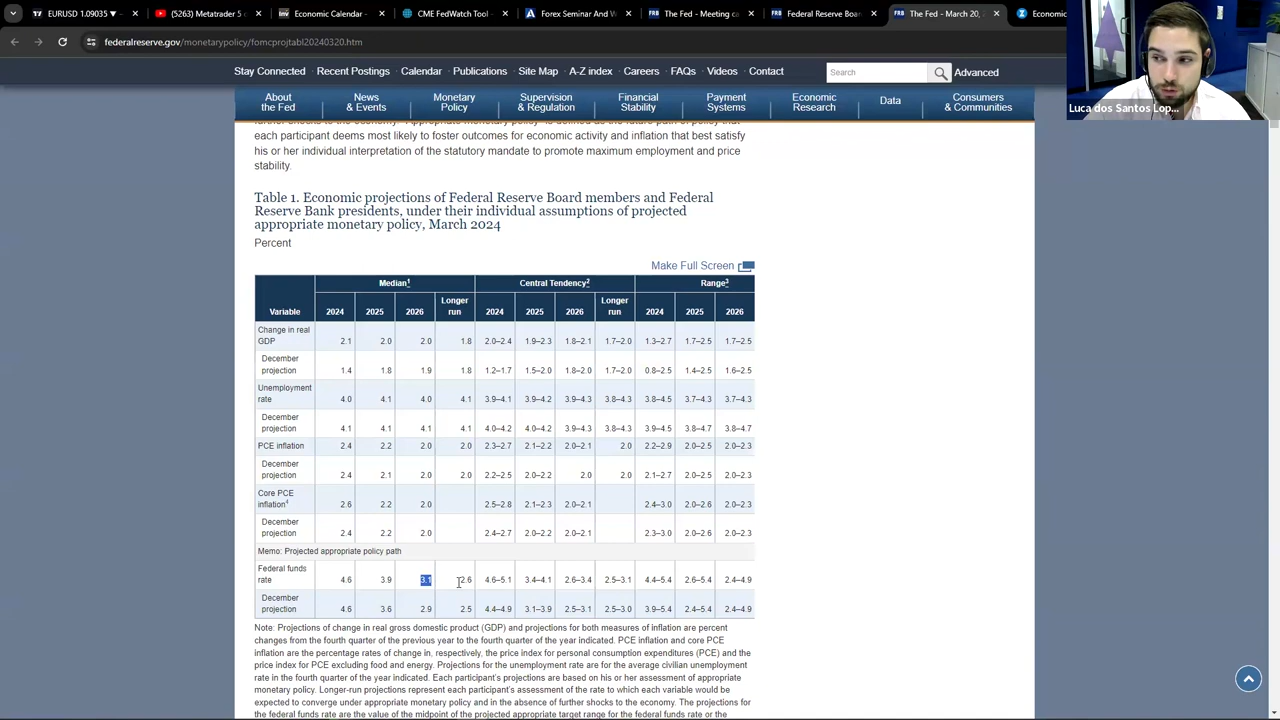 EURUSD 1.09035 ▼
(5263) Metatrader 5
Economic Calendar -
CME FedWatch Tool -
Forex Seminar And W
The Fed - Meeting ca
Federal Reserve Boar
The Fed - March 20,
Economic
federalreserve.gov/monetarypolicy/fomcprojtabl20240320.htm
Stay Connected Recent Postings Calendar Publications Site Map A-Z index Careers FAQs Videos Contact
Search
Advanced
About the Fed
News & Events
Monetary Policy
Supervision & Regulation
Financial Stability
Payment Systems
Economic Research
Data
Consumers & Communities
Luca dos Santos Lop...
each participant deems most likely to foster outcomes for economic activity and inflation that best satisfy
his or her individual interpretation of the statutory mandate to promote maximum employment and price
stability.
Table 1. Economic projections of Federal Reserve Board members and Federal
Reserve Bank presidents, under their individual assumptions of projected
appropriate monetary policy, March 2024
Percent
Make Full Screen
Variable Median1 Central Tendency2 Range3
2024 2025 2026 Longer run 2024 2025 2026 Longer run 2024 2025 2026
Change in real GDP 2.1 2.0 2.0 1.8 2.0–2.4 1.9–2.3 1.8–2.1 1.7–2.0 1.3–2.7 1.7–2.5 1.7–2.5
December projection 1.4 1.8 1.9 1.8 1.2–1.7 1.5–2.0 1.8–2.0 1.7–2.0 0.8–2.5 1.4–2.5 1.6–2.5
Unemployment rate 4.0 4.1 4.0 4.1 3.9–4.1 3.9–4.2 3.9–4.3 3.8–4.3 3.8–4.5 3.7–4.3 3.7–4.3
December projection 4.1 4.1 4.1 4.1 4.0–4.2 4.0–4.2 3.9–4.3 3.8–4.3 3.9–4.5 3.8–4.7 3.8–4.7
PCE inflation 2.4 2.2 2.0 2.0 2.3–2.7 2.1–2.2 2.0–2.1 2.0 2.2–2.9 2.0–2.5 2.0–2.3
December projection 2.4 2.1 2.0 2.0 2.2–2.5 2.0–2.2 2.0 2.0 2.1–2.7 2.0–2.5 2.0–2.3
Core PCE inflation4 2.6 2.2 2.0 2.5–2.8 2.1–2.3 2.0–2.1 2.4–3.0 2.0–2.6 2.0–2.3
December projection 2.4 2.2 2.0 2.4–2.7 2.0–2.2 2.0–2.1 2.3–3.0 2.0–2.6 2.0–2.3
Memo: Projected appropriate policy path
Federal funds rate 4.6 3.9 3.1 2.6 4.6–5.1 3.4–4.1 2.6–3.4 2.5–3.1 4.4–5.4 2.6–5.4 2.4–4.9
December projection 4.6 3.6 2.9 2.5 4.4–4.9 3.1–3.9 2.5–3.1 2.5–3.0 3.9–5.4 2.4–5.4 2.4–4.9
Note: Projections of change in real gross domestic product (GDP) and projections for both measures of inflation are percent
changes from the fourth quarter of the previous year to the fourth quarter of the year indicated. PCE inflation and core PCE
inflation are the percentage rates of change in, respectively, the price index for personal consumption expenditures (PCE) and the
price index for PCE excluding food and energy. Projections for the unemployment rate are for the average civilian unemployment
rate in the fourth quarter of the year indicated. Each participant's projections are based on his or her assessment of appropriate
monetary policy. Longer-run projections represent each participant's assessment of the rate to which each variable would be
expected to converge under appropriate monetary policy and in the absence of further shocks to the economy. The projections for
the federal funds rate are the value of the midpoint of the projected appropriate target range for the federal funds rate or the